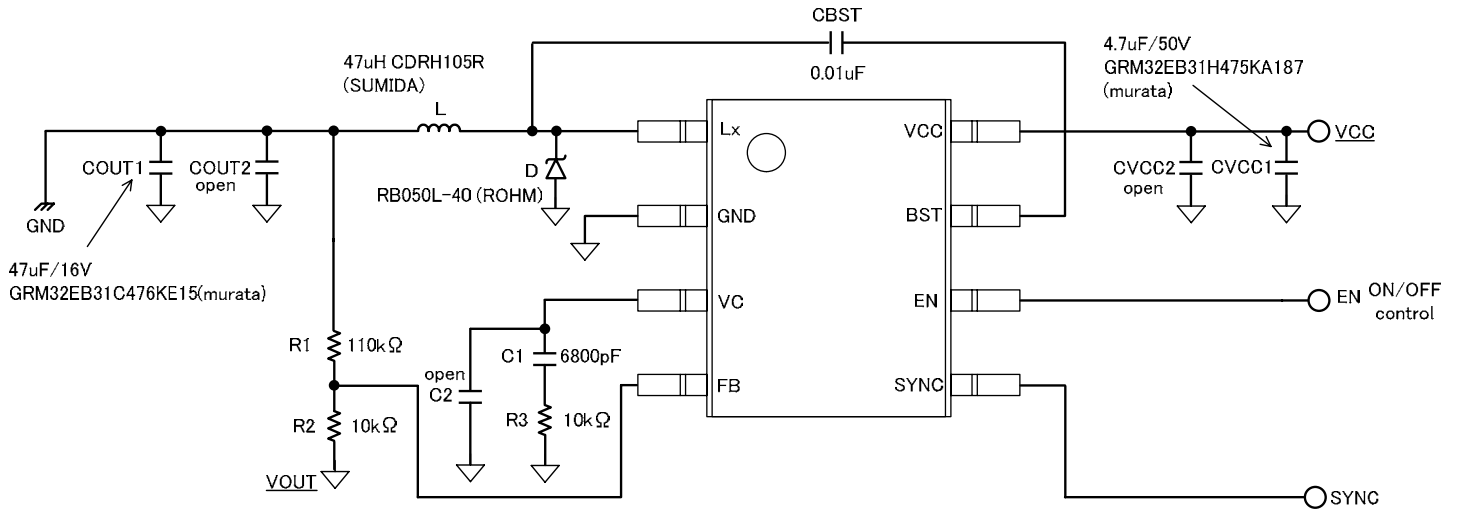 CBST
0.01uF
4.7uF/50V
GRM32EB31H475KA187
(murata)
47uH CDRH105R
(SUMIDA)
L
Lx
VCC
VCC
COUT1
COUT2
open
D
RB050L-40 (ROHM)
CVCC2
open
CVCC1
GND
GND
BST
47uF/16V
GRM32EB31C476KE15(murata)
VC
EN
EN ON/OFF
control
R1
110kΩ
C1
6800pF
open
C2
FB
SYNC
R2
10kΩ
R3
10kΩ
VOUT
SYNC